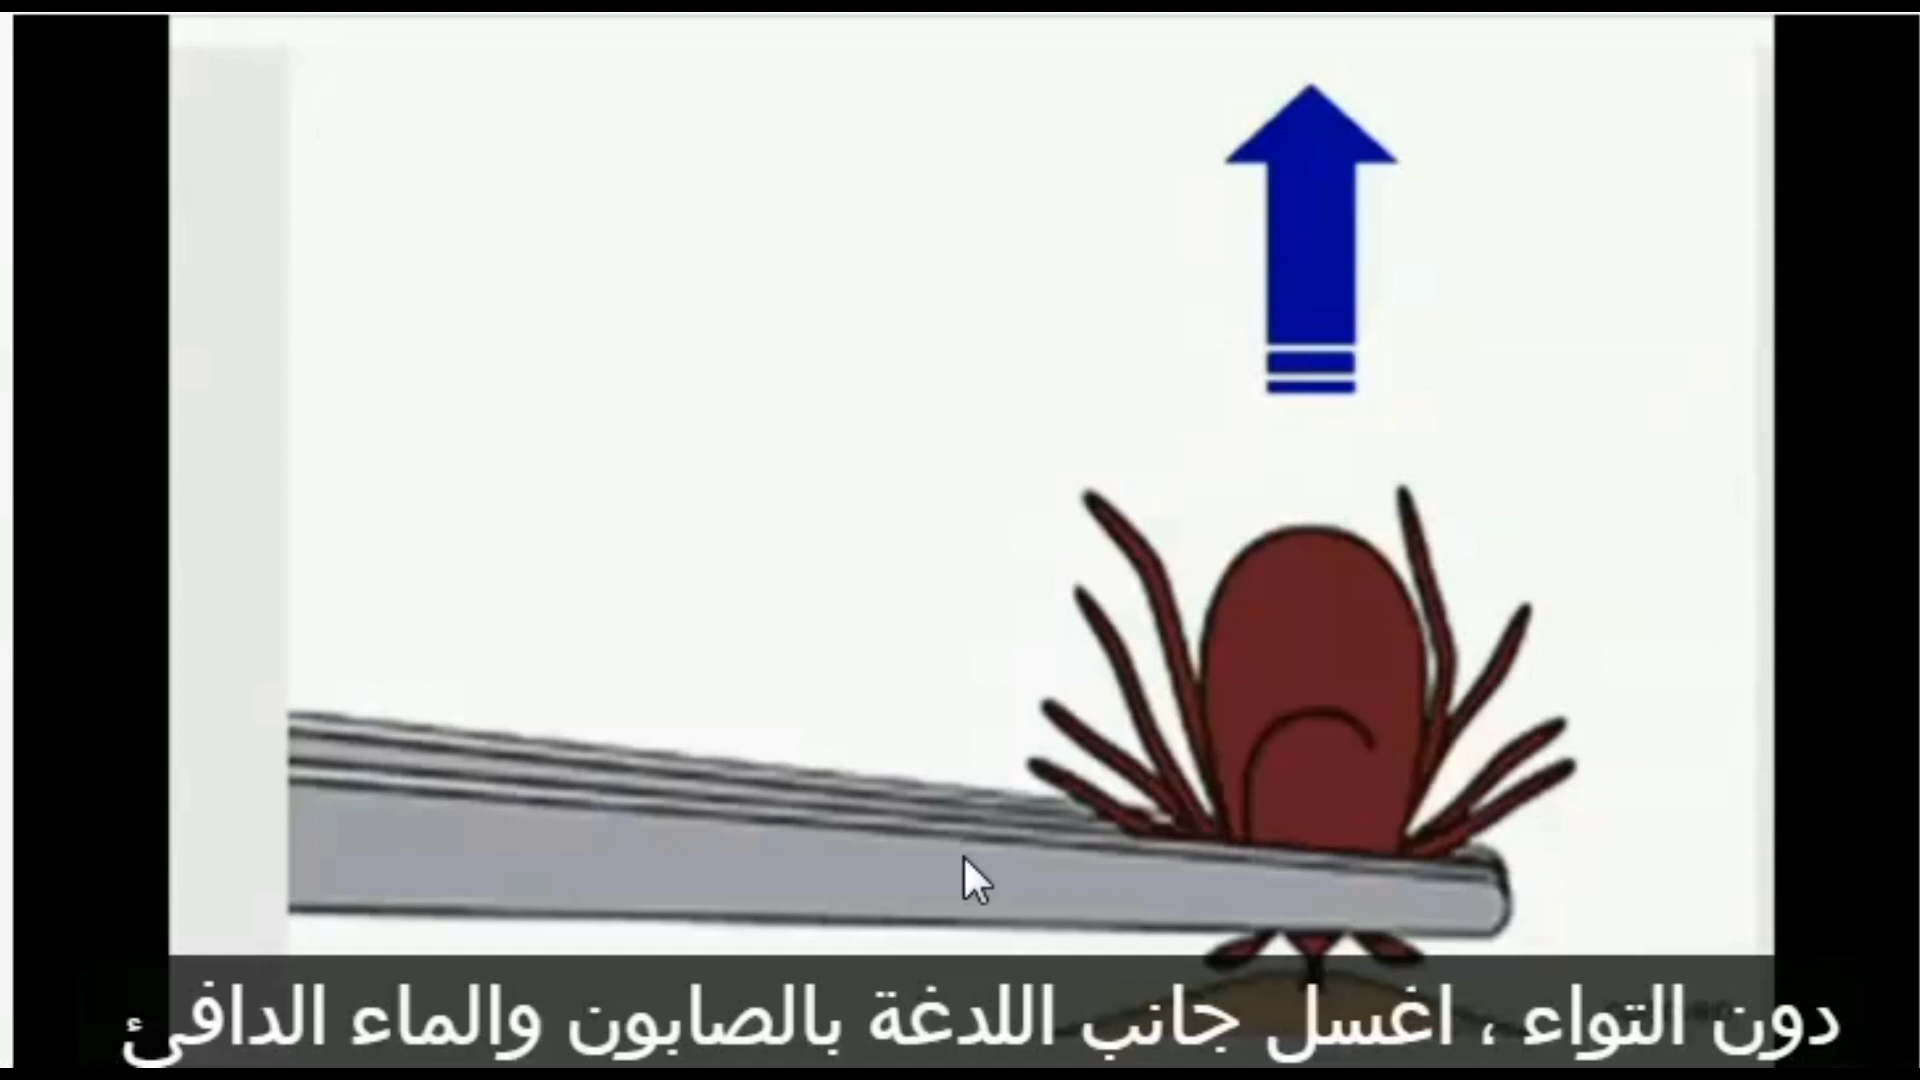 دون التواء ، اغسل جانب اللدغة بالصابون والماء الدافئ